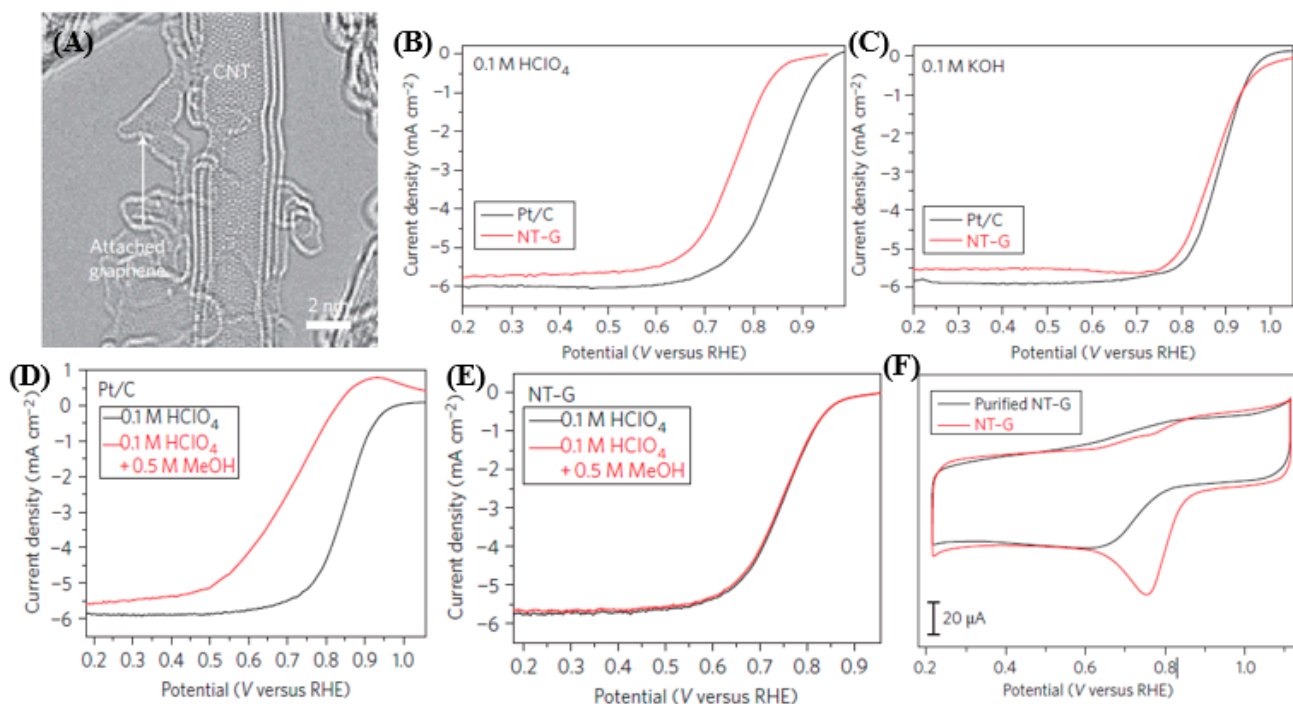 (A)
CNT
Attached
graphene
2 nm
(B)
0.1 M HClO4
Pt/C
NT–G
0
−1
−2
−3
−4
−5
−6
0.2 0.3 0.4 0.5 0.6 0.7 0.8 0.9
Current density (mA cm−2)
Potential (V versus RHE)
(C)
0.1 M KOH
Pt/C
NT–G
0
−1
−2
−3
−4
−5
−6
0.2 0.3 0.4 0.5 0.6 0.7 0.8 0.9 1.0
Current density (mA cm−2)
Potential (V versus RHE)
(D)
Pt/C
0.1 M HClO4
0.1 M HClO4
+ 0.5 M MeOH
1
0
−1
−2
−3
−4
−5
−6
0.2 0.3 0.4 0.5 0.6 0.7 0.8 0.9 1.0
Current density (mA cm−2)
Potential (V versus RHE)
(E)
NT–G
0.1 M HClO4
0.1 M HClO4
+ 0.5 M MeOH
0
−1
−2
−3
−4
−5
−6
0.2 0.3 0.4 0.5 0.6 0.7 0.8 0.9
Current density (mA cm−2)
Potential (V versus RHE)
(F)
Purified NT–G
NT–G
20 μA
0.2 0.4 0.6 0.8 1.0
Potential (V versus RHE)